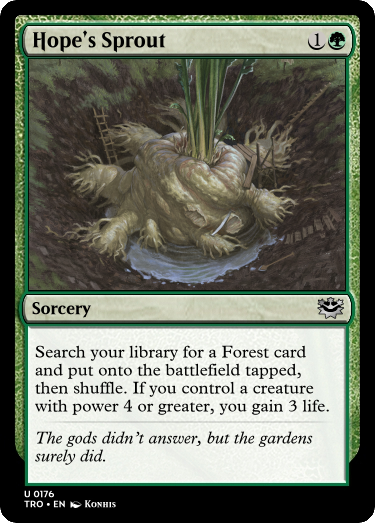 Hope's Sprout 1
Sorcery
Search your library for a Forest card
and put onto the battlefield tapped,
then shuffle. If you control a creature
with power 4 or greater, you gain 3 life.
The gods didn't answer, but the gardens
surely did.
U 0176
TRO • EN Konhis